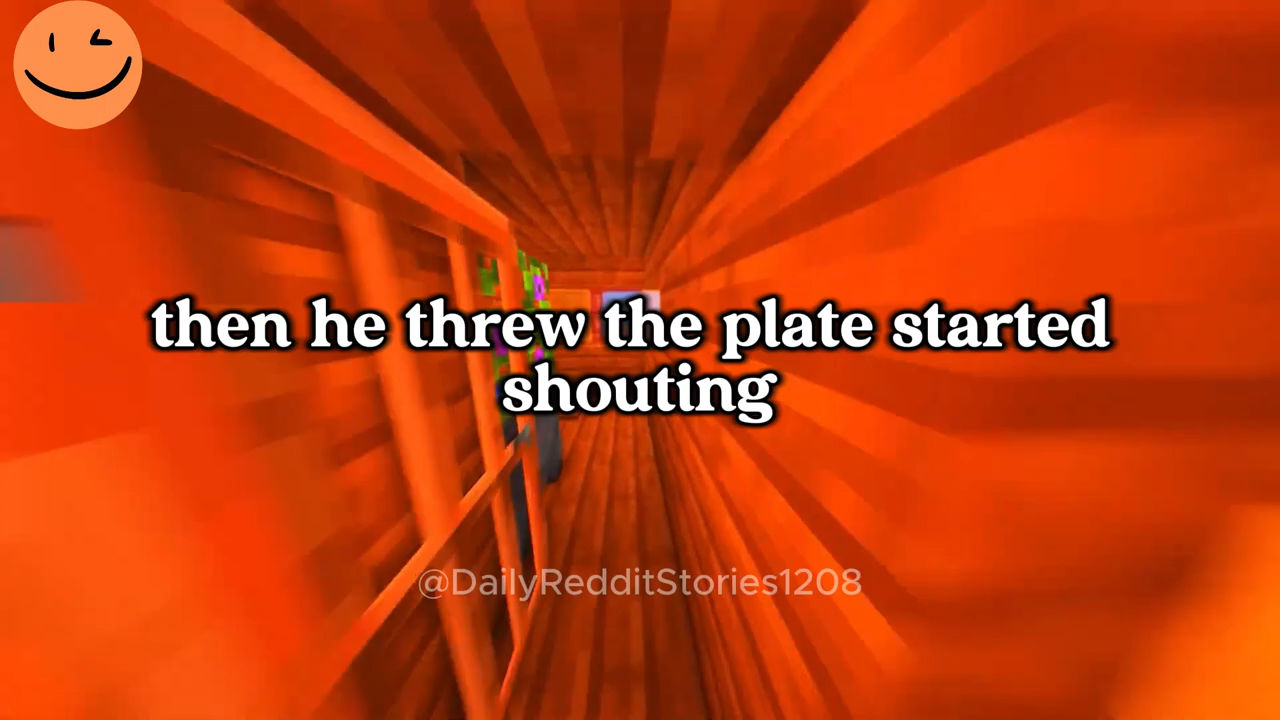 then he threw the plate started
shouting
@DailyRedditStories1208